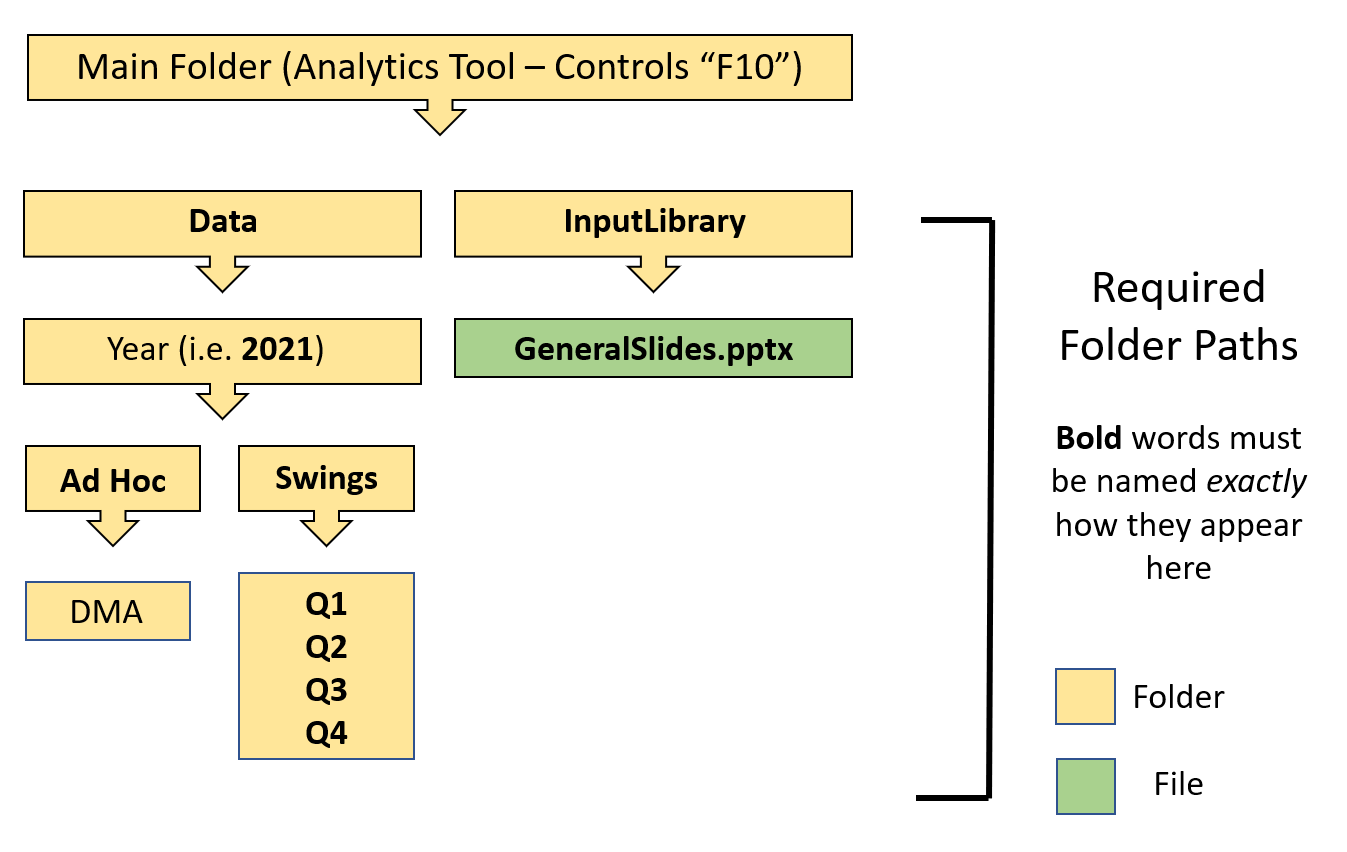 Main Folder (Analytics Tool – Controls “F10”)
Data
InputLibrary
Year (i.e. 2021)
GeneralSlides.pptx
Ad Hoc
Swings
DMA
Q1
Q2
Q3
Q4
Required
Folder Paths
Bold words must
be named exactly
how they appear
here
Folder
File